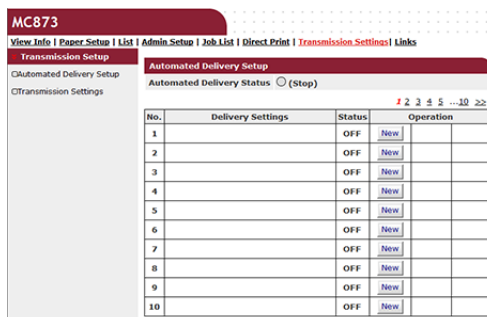 MC873
View Info | Paper Setup | List | Admin Setup | Job List | Direct Print | Transmission Settings| Links
Transmission Setup
Automated Delivery Setup
Transmission Settings
Automated Delivery Setup
Automated Delivery Status (Stop)
1 2 3 4 5 ...10 >>
No. Delivery Settings Status Operation
1 OFF New
2 OFF New
3 OFF New
4 OFF New
5 OFF New
6 OFF New
7 OFF New
8 OFF New
9 OFF New
10 OFF New